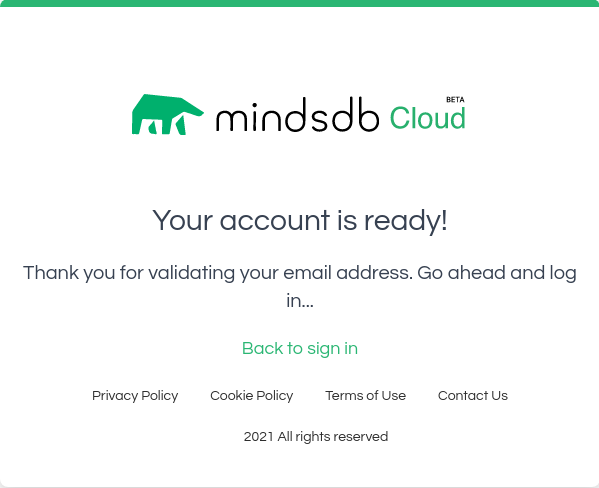 BETA
mindsdb Cloud
Your account is ready!
Thank you for validating your email address. Go ahead and log
in...
Back to sign in
Privacy Policy Cookie Policy Terms of Use Contact Us
2021 All rights reserved